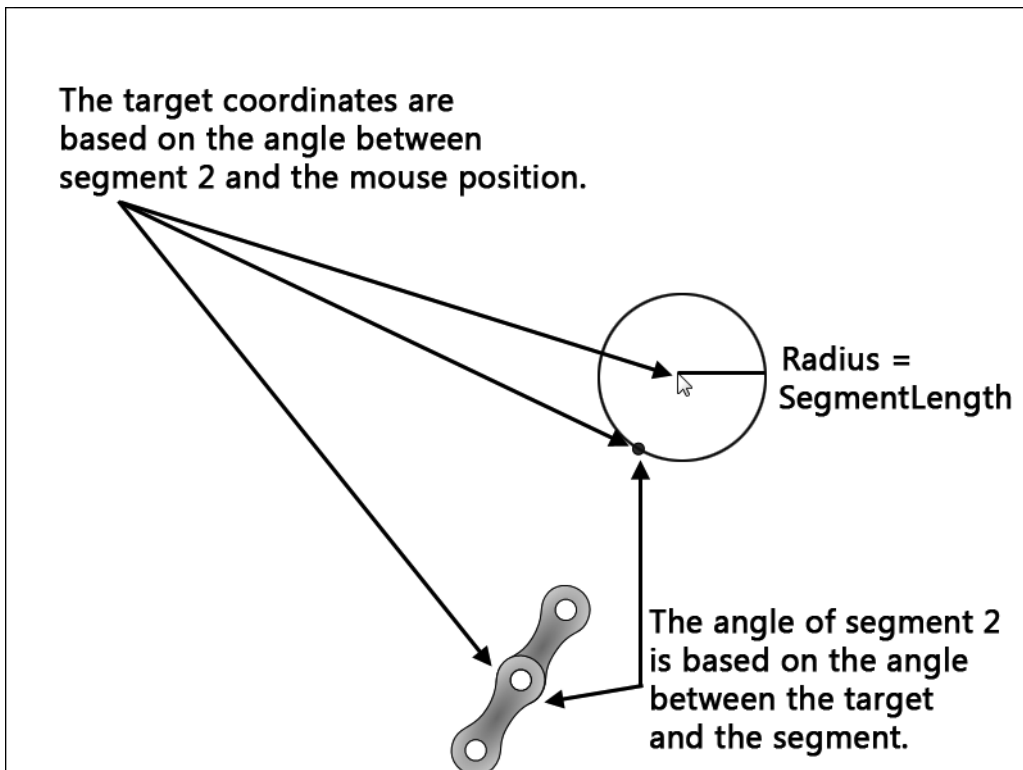 The target coordinates are
based on the angle between
segment 2 and the mouse position.
Radius =
SegmentLength
The angle of segment 2
is based on the angle
between the target
and the segment.